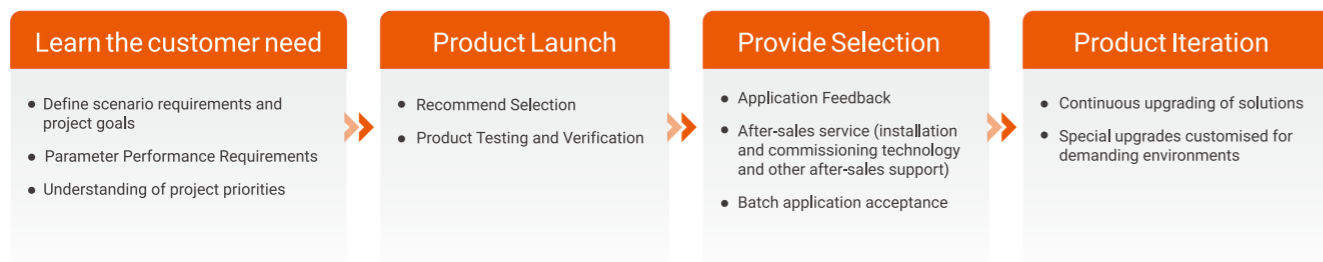 Learn the customer need
• Define scenario requirements and
project goals
• Parameter Performance Requirements
• Understanding of project priorities
Product Launch
• Recommend Selection
• Product Testing and Verification
Provide Selection
• Application Feedback
• After-sales service (installation
and commissioning technology
and other after-sales support)
• Batch application acceptance
Product Iteration
• Continuous upgrading of solutions
• Special upgrades customised for
demanding environments